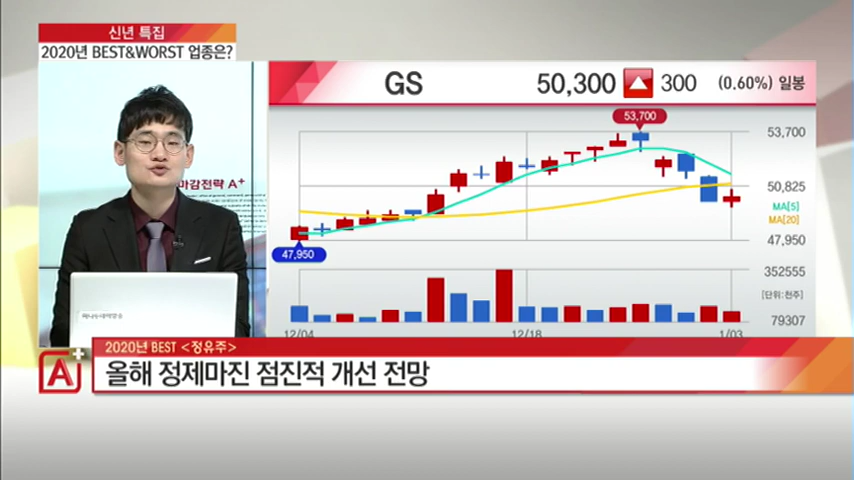 신년 특집
2020년 BEST&WORST 업종은?
GS 50,300 300 (0.60%) 일봉
마감전략 A+
53,700
53,700
50,825
MA[5]
MA[20]
47,950
47,950
352555
[단위:천주]
79307
12/04 12/18 1/03
A+
2020년 BEST <정유주>
올해 정제마진 점진적 개선 전망